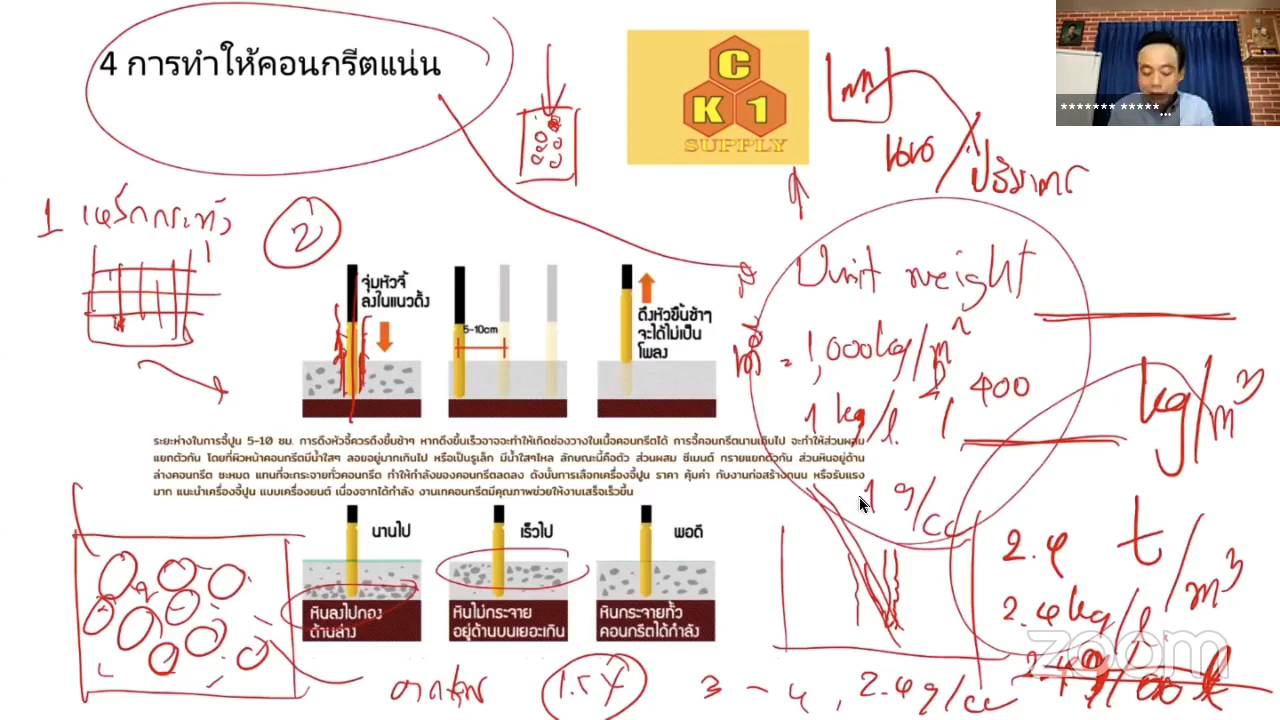 4 การทำให้คอนกรีตแน่น
C
K 1
SUPPLY
******* *****...
นน / ปริมาตร
1 เหล็กกระทุ้ง
2
จุ่มหัวจี้
ลงในแนวดิ่ง
5-10cm
ดึงหัวขึ้นช้าๆ
จะได้ไม่เป็น
โพลง
Unit weight
1,000kg/m
400
1 kg/l
kg/m3
1 g/cc
ระยะห่างในการจี้ปูน 5-10 ซม. การดึงหัวจี้ควรดึงขึ้นช้าๆ หากดึงขึ้นเร็วอาจจะทำให้เกิดช่องวางในเนื้อคอนกรีตได้ การจี้คอนกรีตนานเกินไป จะทำให้ส่วนผสม
แยกตัวกัน โดยที่ผิวหน้าคอนกรีตมีน้ำใสๆ ลอยอยู่มากเกินไป หรือเป็นรูเล็ก มีน้ำใสๆไหล ลักษณะนี้คือตัว ส่วนผสม ซีเมนต์ ทรายแยกตัวกัน ส่วนหินอยู่ด้าน
ล่างคอนกรีต ซะหมด แทนที่จะกระจายทั่วคอนกรีต ทำให้กำลังของคอนกรีตลดลง ดังนั้นการเลือกเครื่องจี้ปูน ราคา คุ้มค่า กับงานก่อสร้างถนน หรือรับแรง
มาก แนะนำเครื่องจี้ปูน แบบเครื่องยนต์ เนื่องจากได้กำลัง งานเทคอนกรีตมีคุณภาพช่วยให้งานเสร็จเร็วขึ้น
นานไป
เร็วไป
พอดี
หินลงไปกอง
ด้านล่าง
หินไม่กระจาย
อยู่ด้านบนเยอะเกิน
หินกระจายทั่ว
คอนกรีตได้กำลัง
2.4 t/m3
2.4 kg/l
zoom
1.5 %
3 - 4, 2.4 g/cc